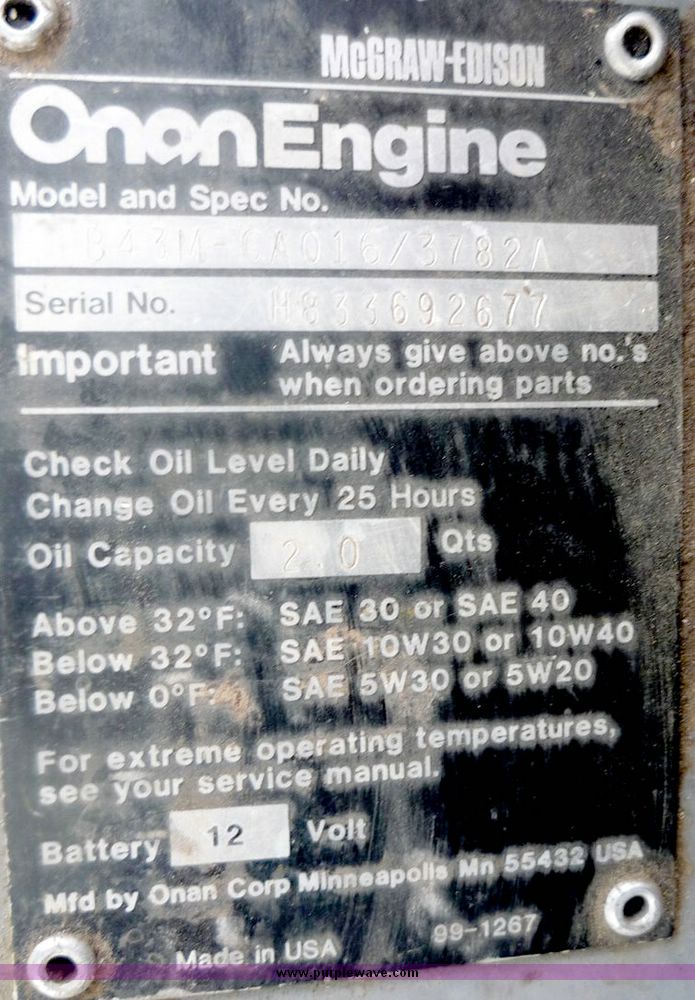 McGRAW-EDISON
Onan Engine
Model and Spec No.
B43M-GA016/3782A
Serial No. H833692677
Important Always give above no.'s
when ordering parts
Check Oil Level Daily
Change Oil Every 25 Hours
Oil Capacity 2.0 Qts
Above 32°F: SAE 30 or SAE 40
Below 32°F: SAE 10W30 or 10W40
Below 0°F: SAE 5W30 or 5W20
For extreme operating temperatures,
see your service manual.
Battery 12 Volt
Mfd by Onan Corp Minneapolis Mn 55432 USA
Made in USA 99-1267
www.purplewave.com